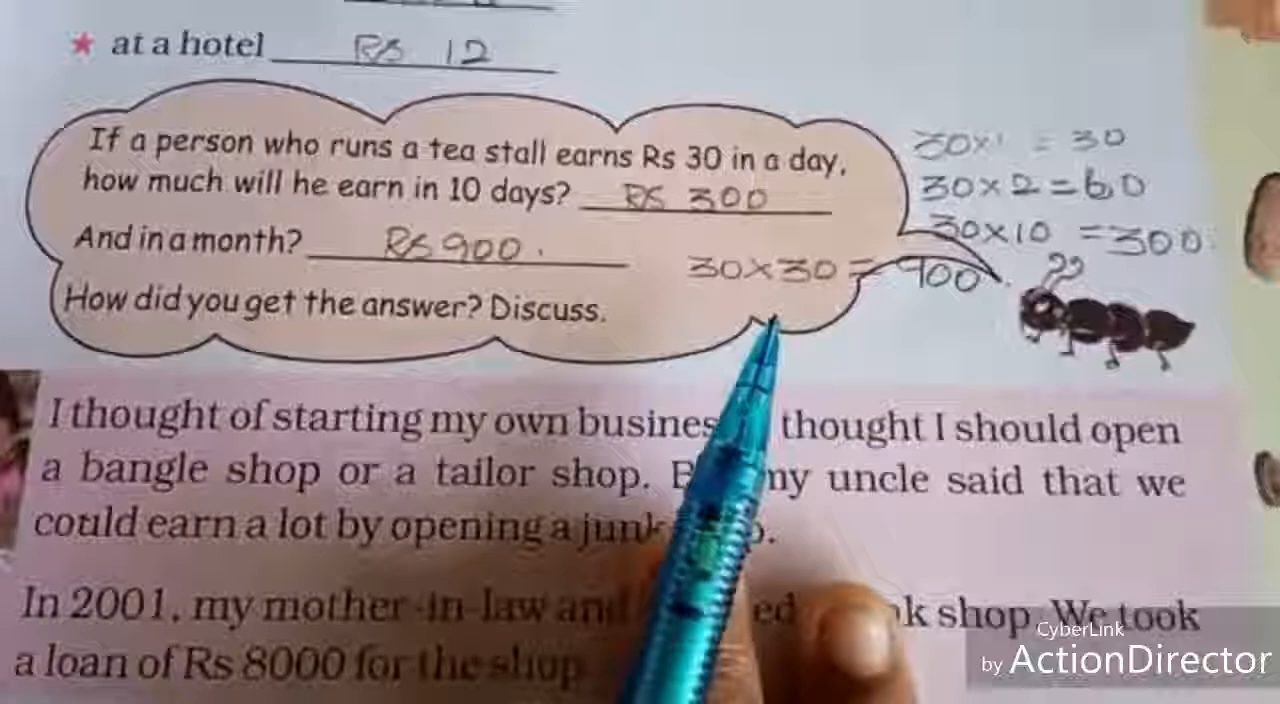 ★ at a hotel Rs 12
If a person who runs a tea stall earns Rs 30 in a day,
how much will he earn in 10 days? Rs 300
And in a month? Rs 900.
How did you get the answer? Discuss.
30×1 = 30
30×2=60
30×10 =300
30×30= 900
I thought of starting my own busines thought I should open
a bangle shop or a tailor shop. B my uncle said that we
could earn a lot by opening a junk
In 2001, my mother-in-law and ed k shop. We took
a loan of Rs 8000 for the shop
CyberLink
by ActionDirector